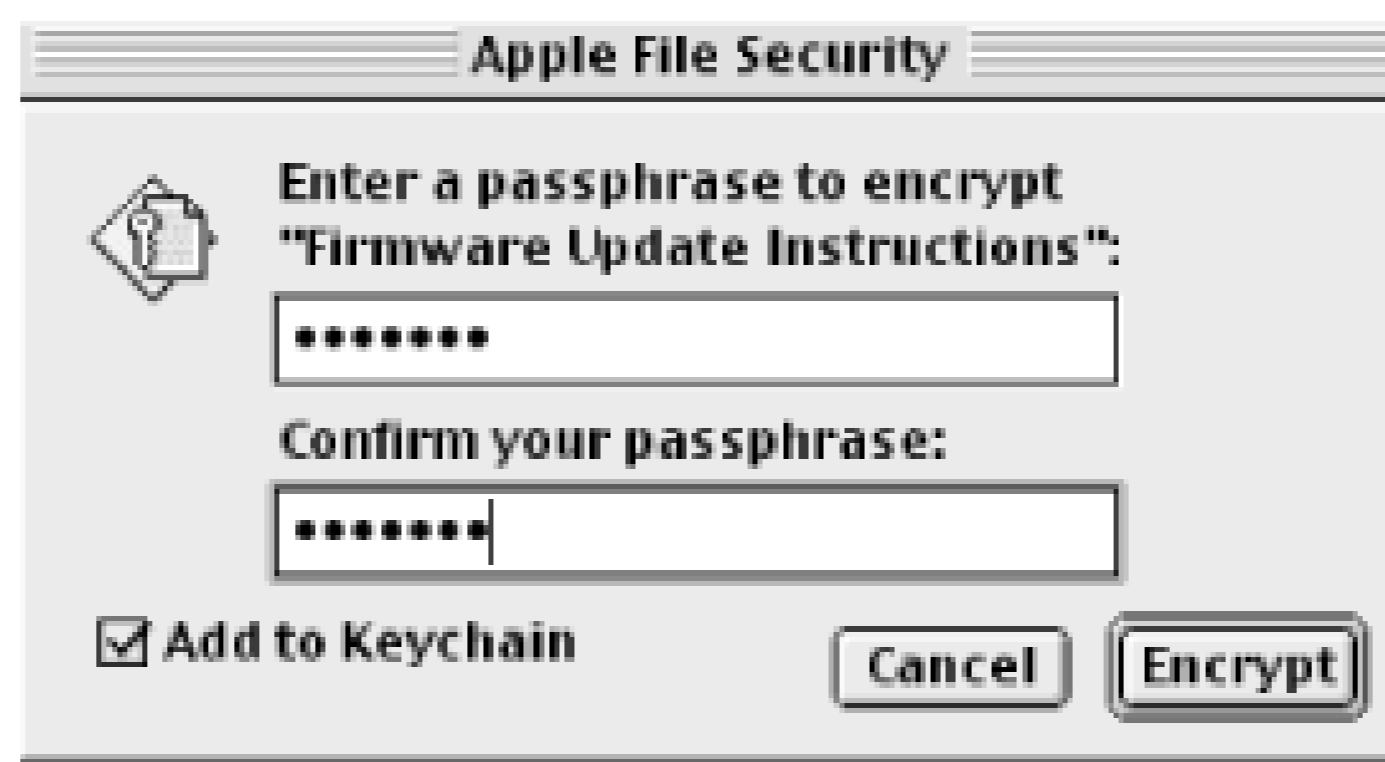 Apple File Security
Enter a passphrase to encrypt
"Firmware Update Instructions":
•••••••
Confirm your passphrase:
•••••••
Add to Keychain
Cancel
Encrypt